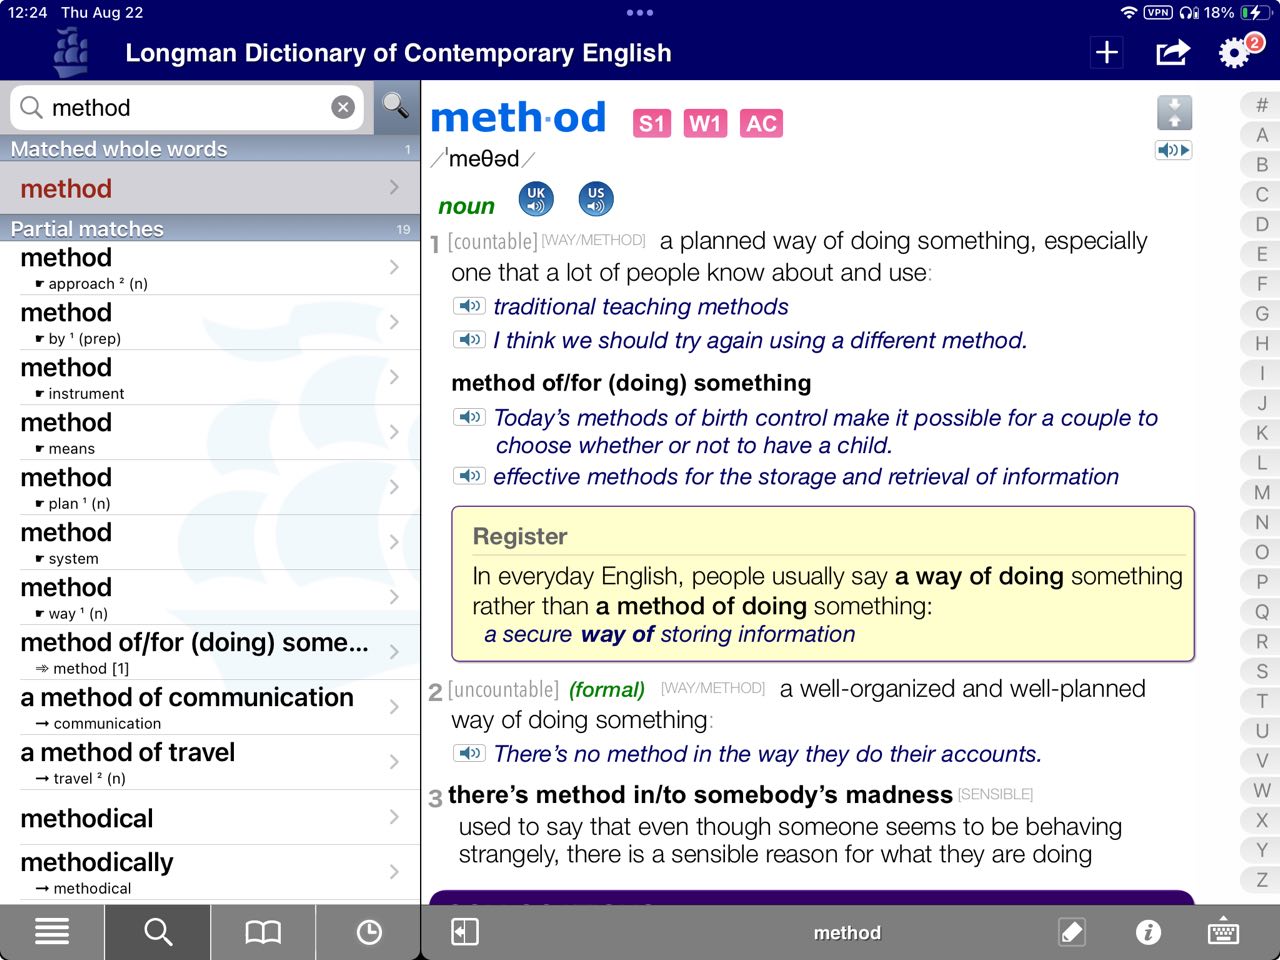 12:24 Thu Aug 22
VPN 18%
Longman Dictionary of Contemporary English
2
method
Matched whole words 1
method
Partial matches 19
method
☛ approach ² (n)
method
☛ by ¹ (prep)
method
☛ instrument
method
☛ means
method
☛ plan ¹ (n)
method
☛ system
method
☛ way ¹ (n)
method of/for (doing) some...
⇒ method [1]
a method of communication
→ communication
a method of travel
→ travel ² (n)
methodical
methodically
→ methodical
meth·od S1 W1 AC
/ˈmeθəd/
noun UK US
1 [countable] [WAY/METHOD] a planned way of doing something, especially
one that a lot of people know about and use:
traditional teaching methods
I think we should try again using a different method.
method of/for (doing) something
Today's methods of birth control make it possible for a couple to
choose whether or not to have a child.
effective methods for the storage and retrieval of information
Register
In everyday English, people usually say a way of doing something
rather than a method of doing something:
a secure way of storing information
2 [uncountable] (formal) [WAY/METHOD] a well-organized and well-planned
way of doing something:
There's no method in the way they do their accounts.
3 there's method in/to somebody's madness [SENSIBLE]
used to say that even though someone seems to be behaving
strangely, there is a sensible reason for what they are doing
method
#
A
B
C
D
E
F
G
H
I
J
K
L
M
N
O
P
Q
R
S
T
U
V
W
X
Y
Z